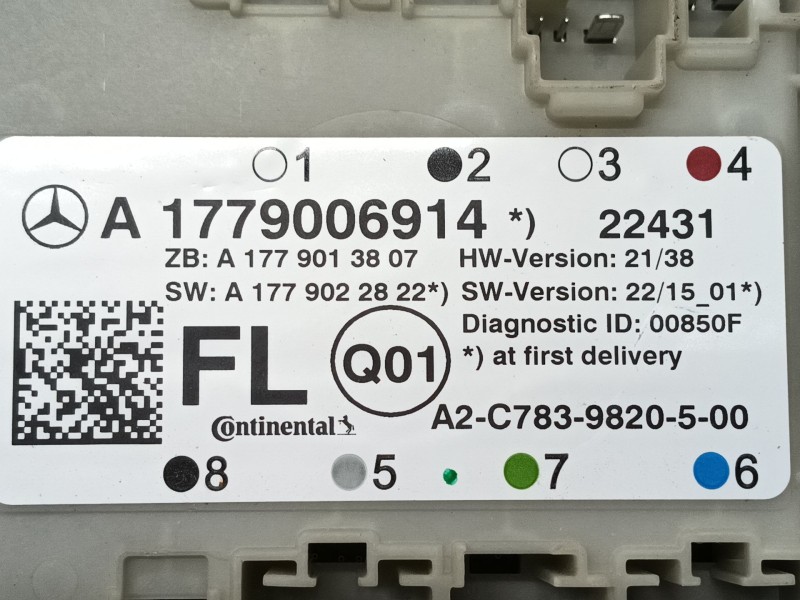 1 2 3 4
A 1779006914 *) 22431
ZB: A 177 901 38 07 HW-Version: 21/38
SW: A 177 902 28 22*) SW-Version: 22/15_01*)
Diagnostic ID: 00850F
FL Q01 *) at first delivery
Continental A2-C783-9820-5-00
8 5 7 6